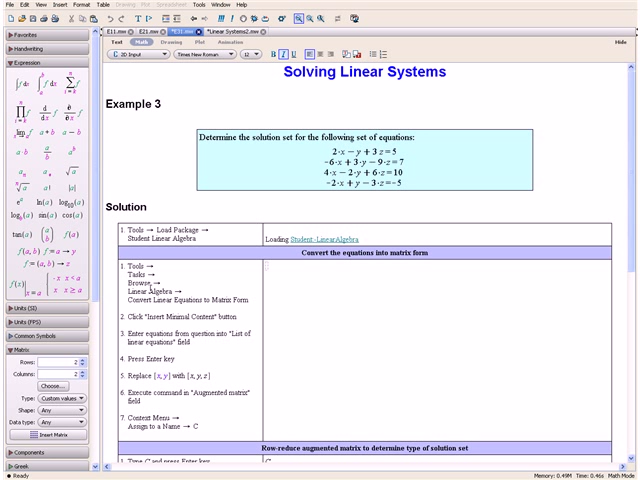 File Edit View Insert Format Table Drawing Plot Spreadsheet Tools Window Help
E11.mw E21.mw *E31.mw *Linear Systems2.mw
Text Math Drawing Plot Animation Hide
2D Input Times New Roman 12 B I U
Favorites
Handwriting
Expression
Units (SI)
Units (FPS)
Common Symbols
Matrix
Rows: 2
Columns: 2
Choose...
Type: Custom values
Shape: Any
Data type: Any
Insert Matrix
Components
Greek
Solving Linear Systems
Example 3
Determine the solution set for the following set of equations:
2·x − y + 3 z = 5
-6·x + 3·y − 9·z = 7
4·x − 2·y + 6·z = 10
-2·x + y − 3·z = -5
Solution
1. Tools → Load Package →
Student Linear Algebra
Loading Student:-LinearAlgebra
Convert the equations into matrix form
1. Tools →
Tasks →
Browse →
Linear Algebra →
Convert Linear Equations to Matrix Form
2. Click "Insert Minimal Content" button
3. Enter equations from question into "List of
linear equations" field
4. Press Enter key
5. Replace [x, y] with [x, y, z]
6. Execute command in "Augmented matrix"
field
7. Context Menu →
Assign to a Name → C
Row-reduce augmented matrix to determine type of solution set
1. Type C and press Enter key
C
Ready
Memory: 0.49M Time: 0.46s Math Mode